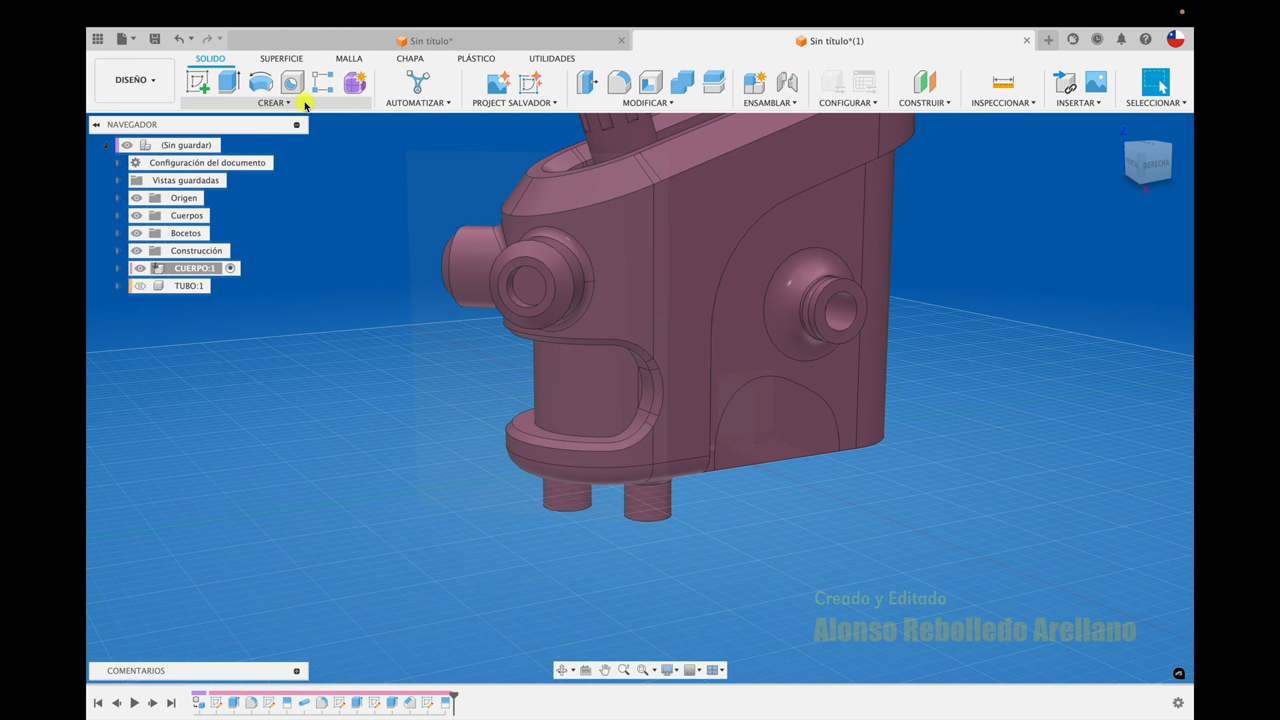 Sin título*
Sin título*(1)
DISEÑO
SOLIDO
SUPERFICIE
MALLA
CHAPA
PLÁSTICO
UTILIDADES
CREAR
AUTOMATIZAR
PROJECT SALVADOR
MODIFICAR
ENSAMBLAR
CONFIGURAR
CONSTRUIR
INSPECCIONAR
INSERTAR
SELECCIONAR
NAVEGADOR
(Sin guardar)
Configuración del documento
Vistas guardadas
Origen
Cuerpos
Bocetos
Construcción
CUERPO:1
TUBO:1
Z
DERECHA
X
Creado y Editado
Alonso Rebolledo Arellano
COMENTARIOS